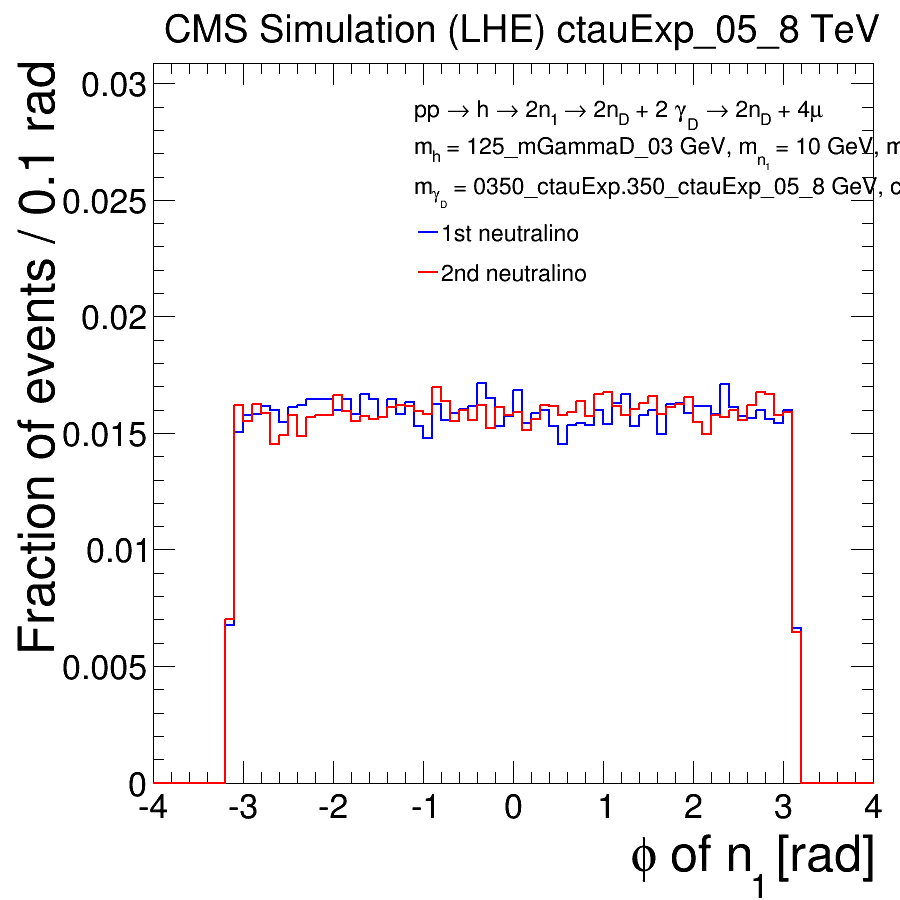 CMS Simulation (LHE) ctauExp_05_8 TeV
pp → h → 2n1 → 2nD + 2 γD → 2nD + 4μ
mh = 125_mGammaD_03 GeV, mn1 = 10 GeV, m
mγD = 0350_ctauExp.350_ctauExp_05_8 GeV, c
1st neutralino
2nd neutralino
Fraction of events / 0.1 rad
0.03
0.025
0.02
0.015
0.01
0.005
0
-4 -3 -2 -1 0 1 2 3 4
ϕ of n1 [rad]